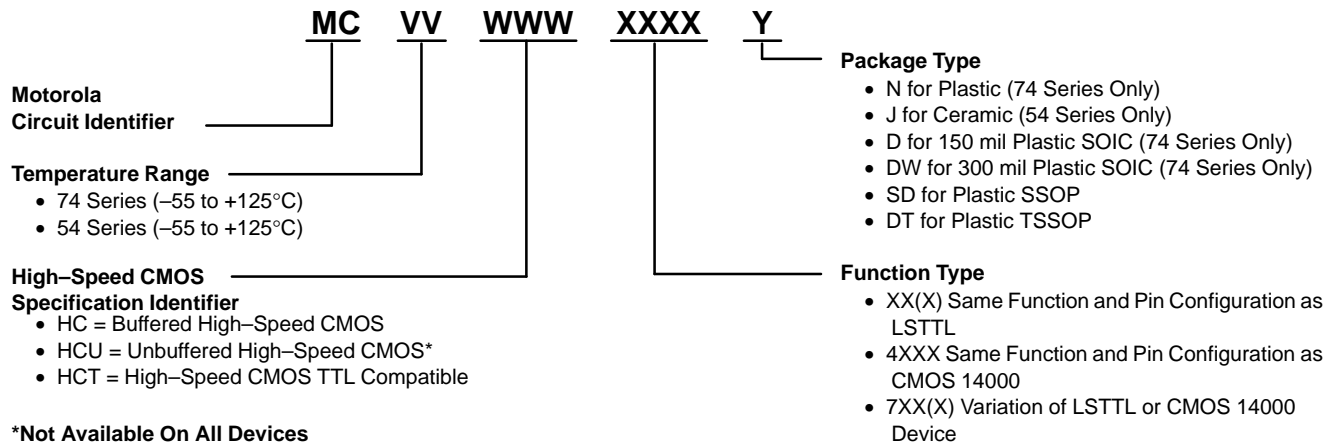 MC VV WWW XXXX Y
Motorola
Circuit Identifier
Temperature Range
• 74 Series (–55 to +125°C)
• 54 Series (–55 to +125°C)
High–Speed CMOS
Specification Identifier
• HC = Buffered High–Speed CMOS
• HCU = Unbuffered High–Speed CMOS*
• HCT = High–Speed CMOS TTL Compatible
*Not Available On All Devices
Package Type
• N for Plastic (74 Series Only)
• J for Ceramic (54 Series Only)
• D for 150 mil Plastic SOIC (74 Series Only)
• DW for 300 mil Plastic SOIC (74 Series Only)
• SD for Plastic SSOP
• DT for Plastic TSSOP
Function Type
• XX(X) Same Function and Pin Configuration as
LSTTL
• 4XXX Same Function and Pin Configuration as
CMOS 14000
• 7XX(X) Variation of LSTTL or CMOS 14000
Device